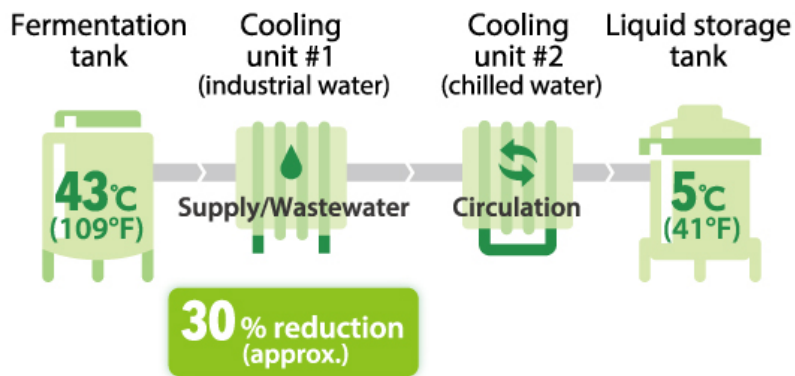 Fermentation
tank
Cooling
unit #1
(industrial water)
Cooling
unit #2
(chilled water)
Liquid storage
tank
43°C
(109°F)
Supply/Wastewater
Circulation
5°C
(41°F)
30% reduction
(approx.)